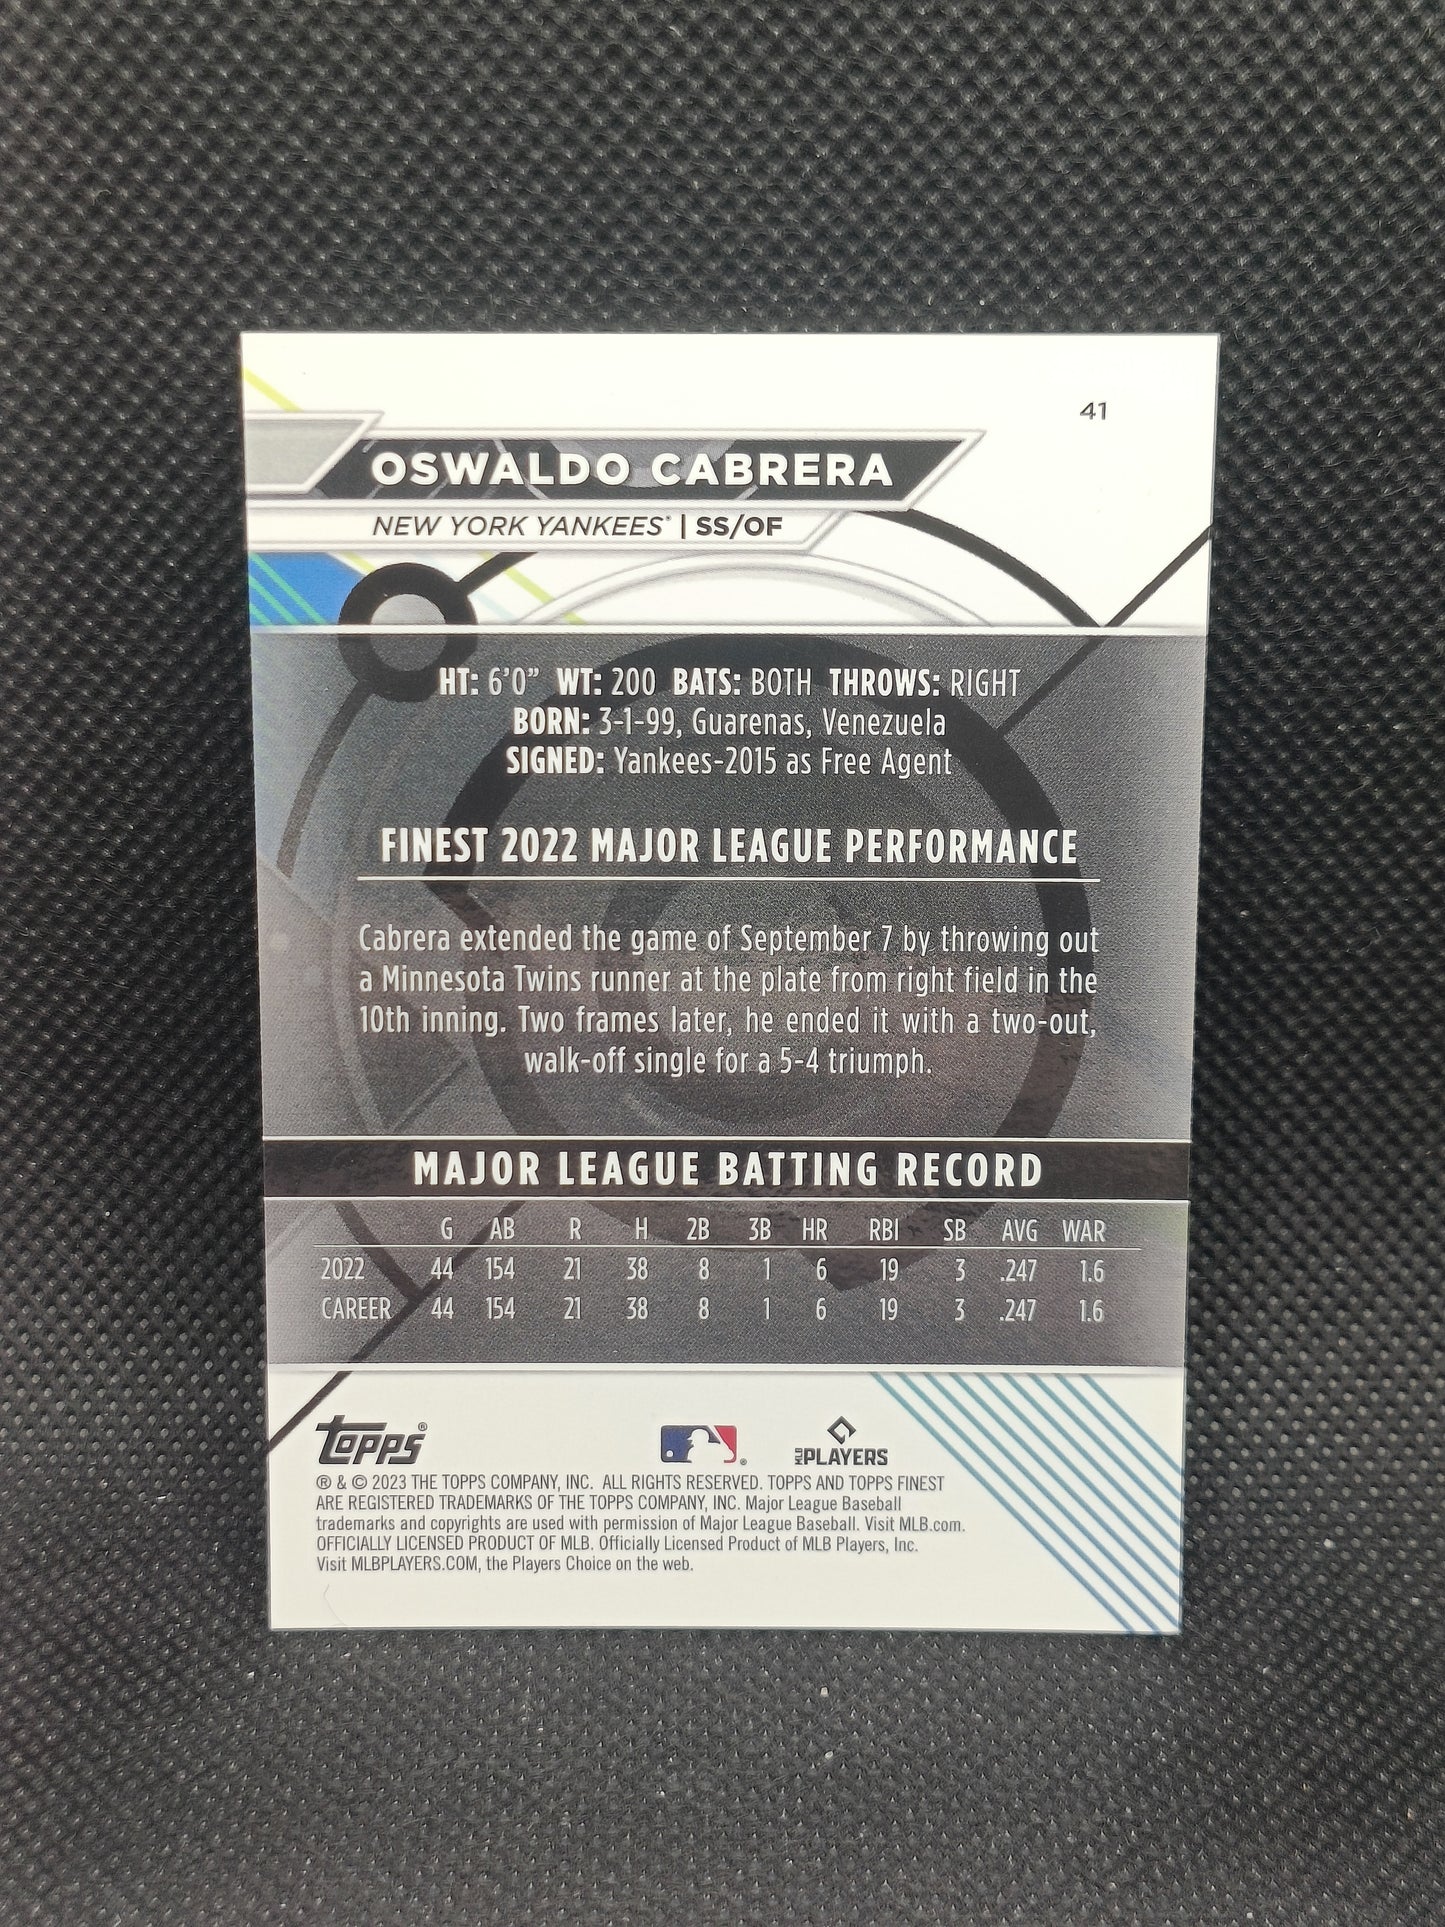 41
OSWALDO CABRERA
NEW YORK YANKEES® | SS/OF
HT: 6'0" WT: 200 BATS: BOTH THROWS: RIGHT
BORN: 3-1-99, Guarenas, Venezuela
SIGNED: Yankees-2015 as Free Agent
FINEST 2022 MAJOR LEAGUE PERFORMANCE
Cabrera extended the game of September 7 by throwing out
a Minnesota Twins runner at the plate from right field in the
10th inning. Two frames later, he ended it with a two-out,
walk-off single for a 5-4 triumph.
MAJOR LEAGUE BATTING RECORD
G AB R H 2B 3B HR RBI SB AVG WAR
2022 44 154 21 38 8 1 6 19 3 .247 1.6
CAREER 44 154 21 38 8 1 6 19 3 .247 1.6
topps® ® MLB PLAYERS
® & © 2023 THE TOPPS COMPANY, INC. ALL RIGHTS RESERVED. TOPPS AND TOPPS FINEST
ARE REGISTERED TRADEMARKS OF THE TOPPS COMPANY, INC. Major League Baseball
trademarks and copyrights are used with permission of Major League Baseball. Visit MLB.com.
OFFICIALLY LICENSED PRODUCT OF MLB. Officially Licensed Product of MLB Players, Inc.
Visit MLBPLAYERS.COM, the Players Choice on the web.